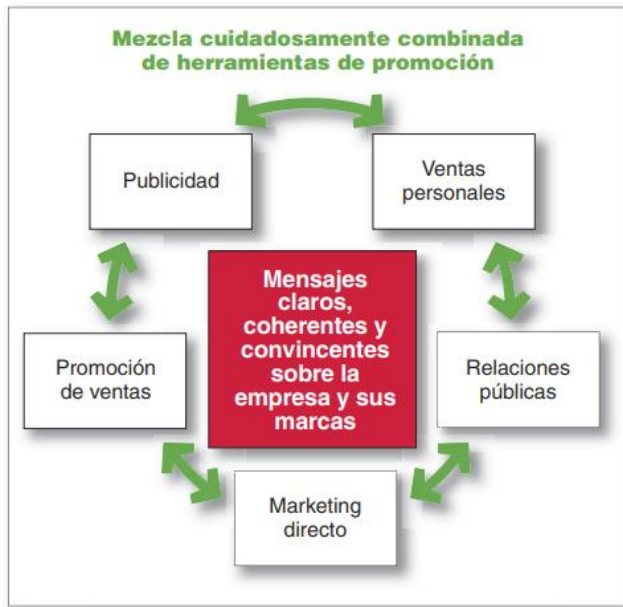 Mezcla cuidadosamente combinada
de herramientas de promoción
Publicidad
Ventas
personales
Mensajes
claros,
coherentes y
convincentes
sobre la
empresa y sus
marcas
Promoción
de ventas
Relaciones
públicas
Marketing
directo